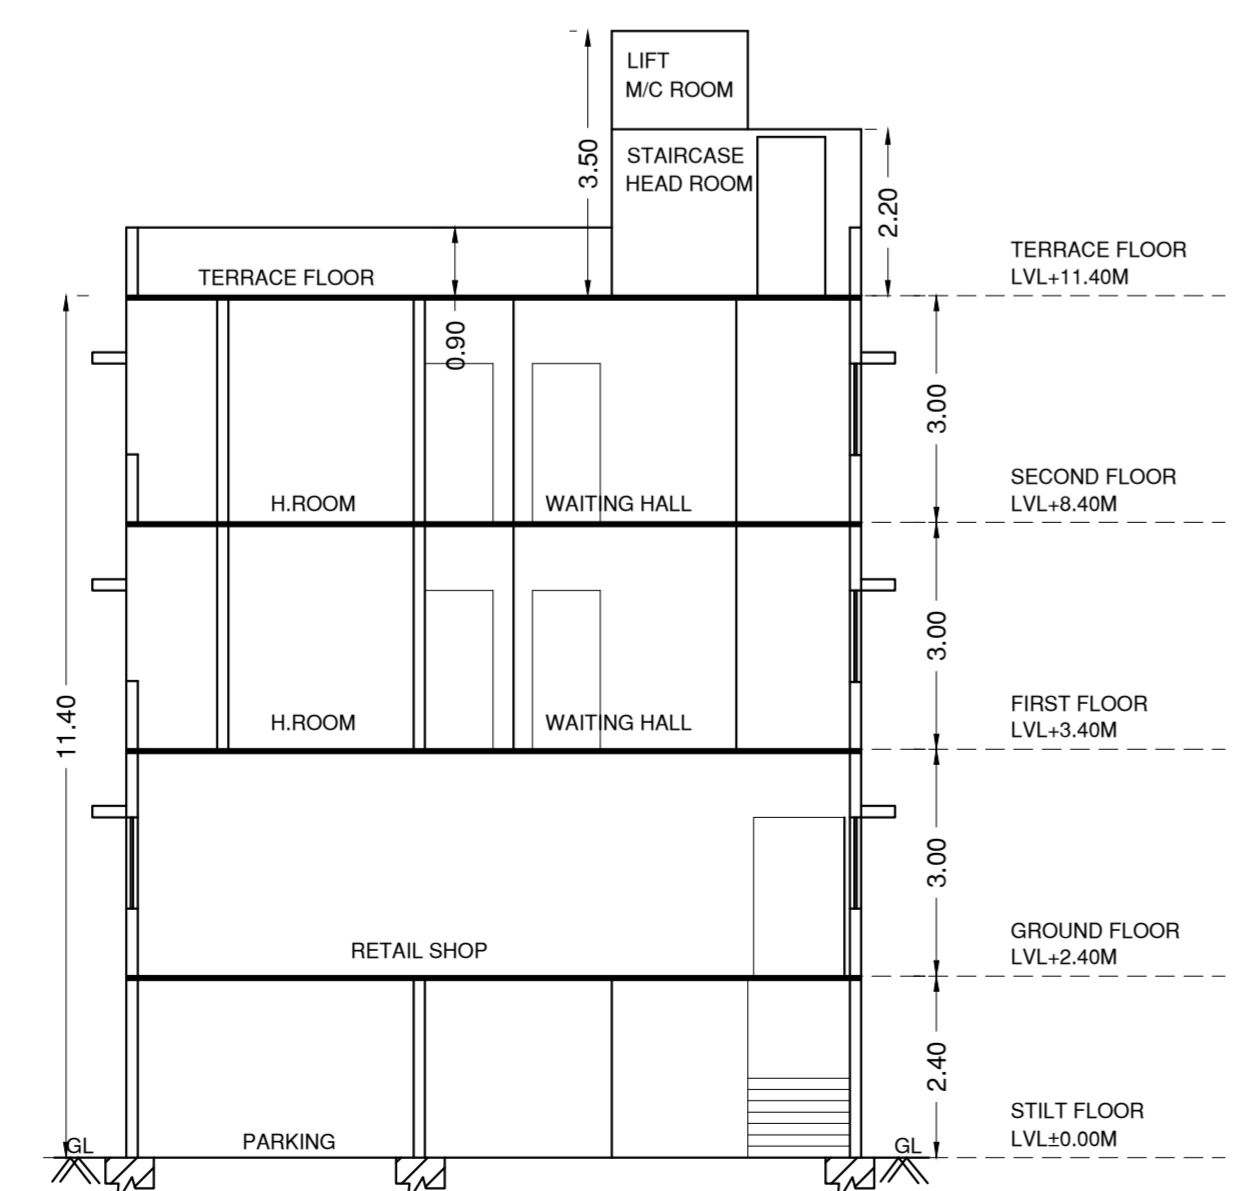 LIFT
M/C ROOM
3.50
STAIRCASE
HEAD ROOM
2.20
TERRACE FLOOR
TERRACE FLOOR
LVL+11.40M
0.90
3.00
H.ROOM
WAITING HALL
SECOND FLOOR
LVL+8.40M
3.00
11.40
H.ROOM
WAITING HALL
FIRST FLOOR
LVL+3.40M
3.00
RETAIL SHOP
GROUND FLOOR
LVL+2.40M
2.40
GL
PARKING
GL
STILT FLOOR
LVL±0.00M